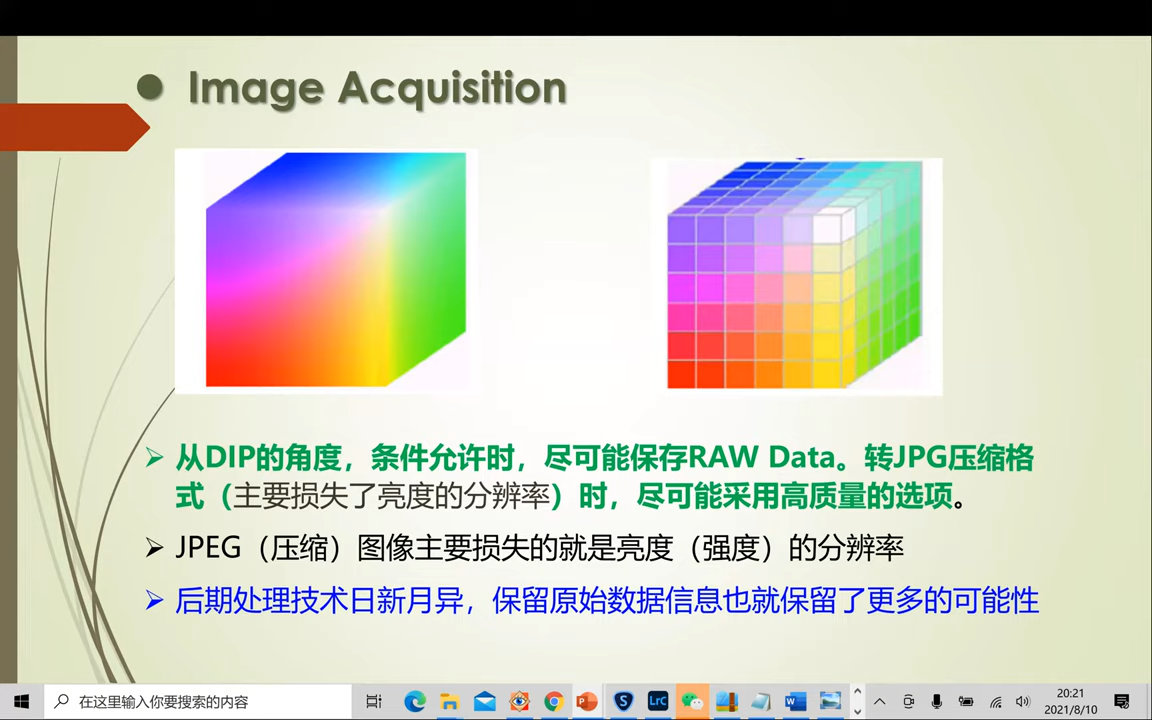 ● Image Acquisition
从DIP的角度，条件允许时，尽可能保存RAW Data。转JPG压缩格
式（主要损失了亮度的分辨率）时，尽可能采用高质量的选项。
JPEG（压缩）图像主要损失的就是亮度（强度）的分辨率
后期处理技术日新月异，保留原始数据信息也就保留了更多的可能性
在这里输入你要搜索的内容
P
S
LrC
W
20:21
2021/8/10